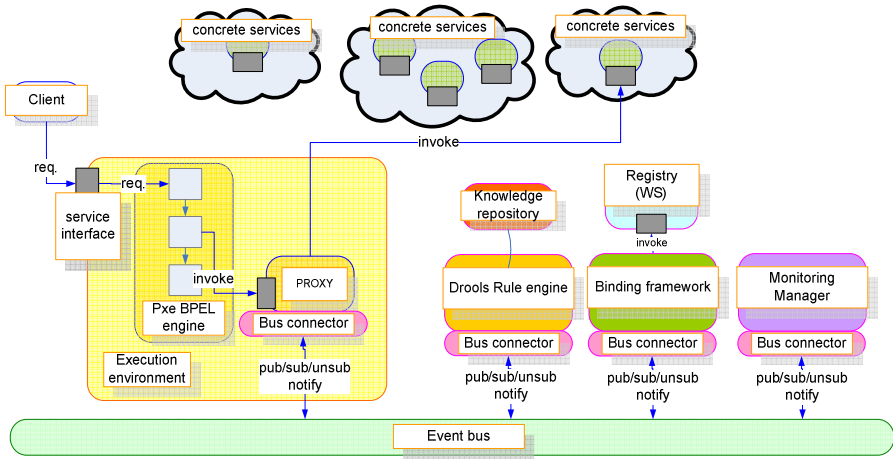 concrete services
concrete services
concrete services
Client
invoke
req.
req.
service
interface
Knowledge
repository
Registry
(WS)
invoke
invoke
PROXY
Drools Rule engine
Binding framework
Monitoring
Manager
Pxe BPEL
engine
Bus connector
Bus connector
Bus connector
Bus connector
Execution
environment
pub/sub/unsub
notify
pub/sub/unsub
notify
pub/sub/unsub
notify
pub/sub/unsub
notify
Event bus